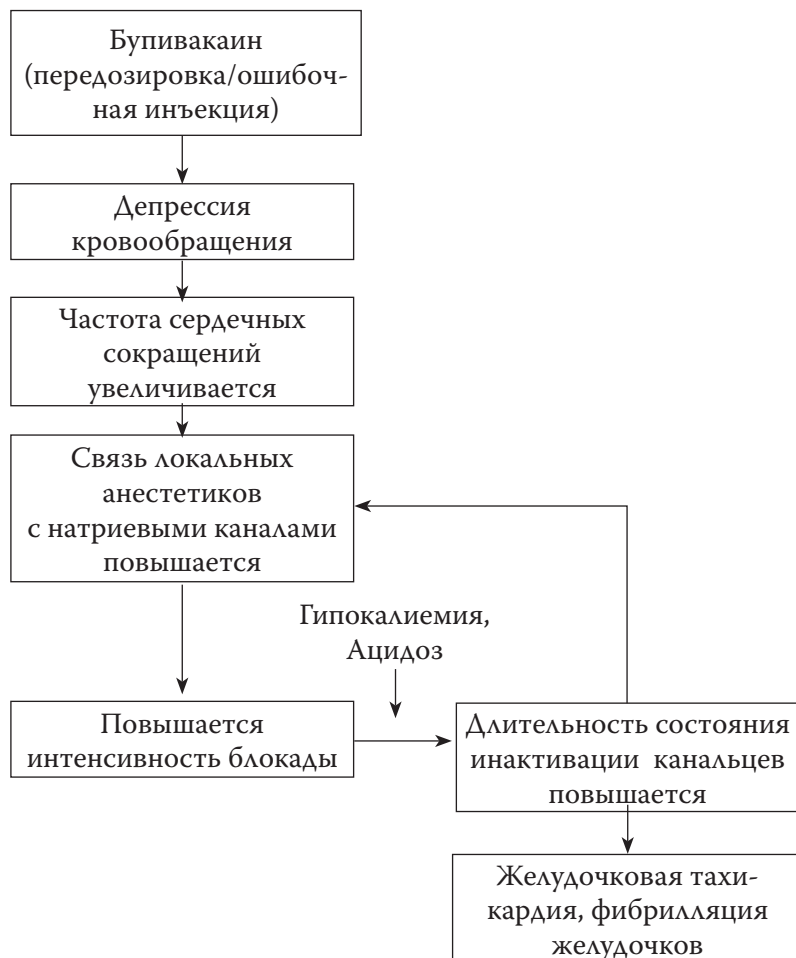 Бупивакаин
(передозировка/ошибоч-
ная инъекция)
Депрессия
кровообращения
Частота сердечных
сокращений
увеличивается
Связь локальных
анестетиков
с натриевыми каналами
повышается
Гипокалиемия,
Ацидоз
Повышается
интенсивность блокады
Длительность состояния
инактивации канальцев
повышается
Желудочковая тахи-
кардия, фибрилляция
желудочков